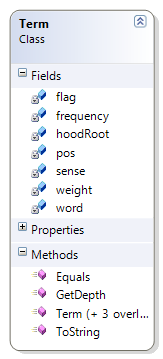 Term
Class
Fields
flag
frequency
hoodRoot
pos
sense
weight
word
Properties
Methods
Equals
GetDepth
Term (+ 3 overl...
ToString